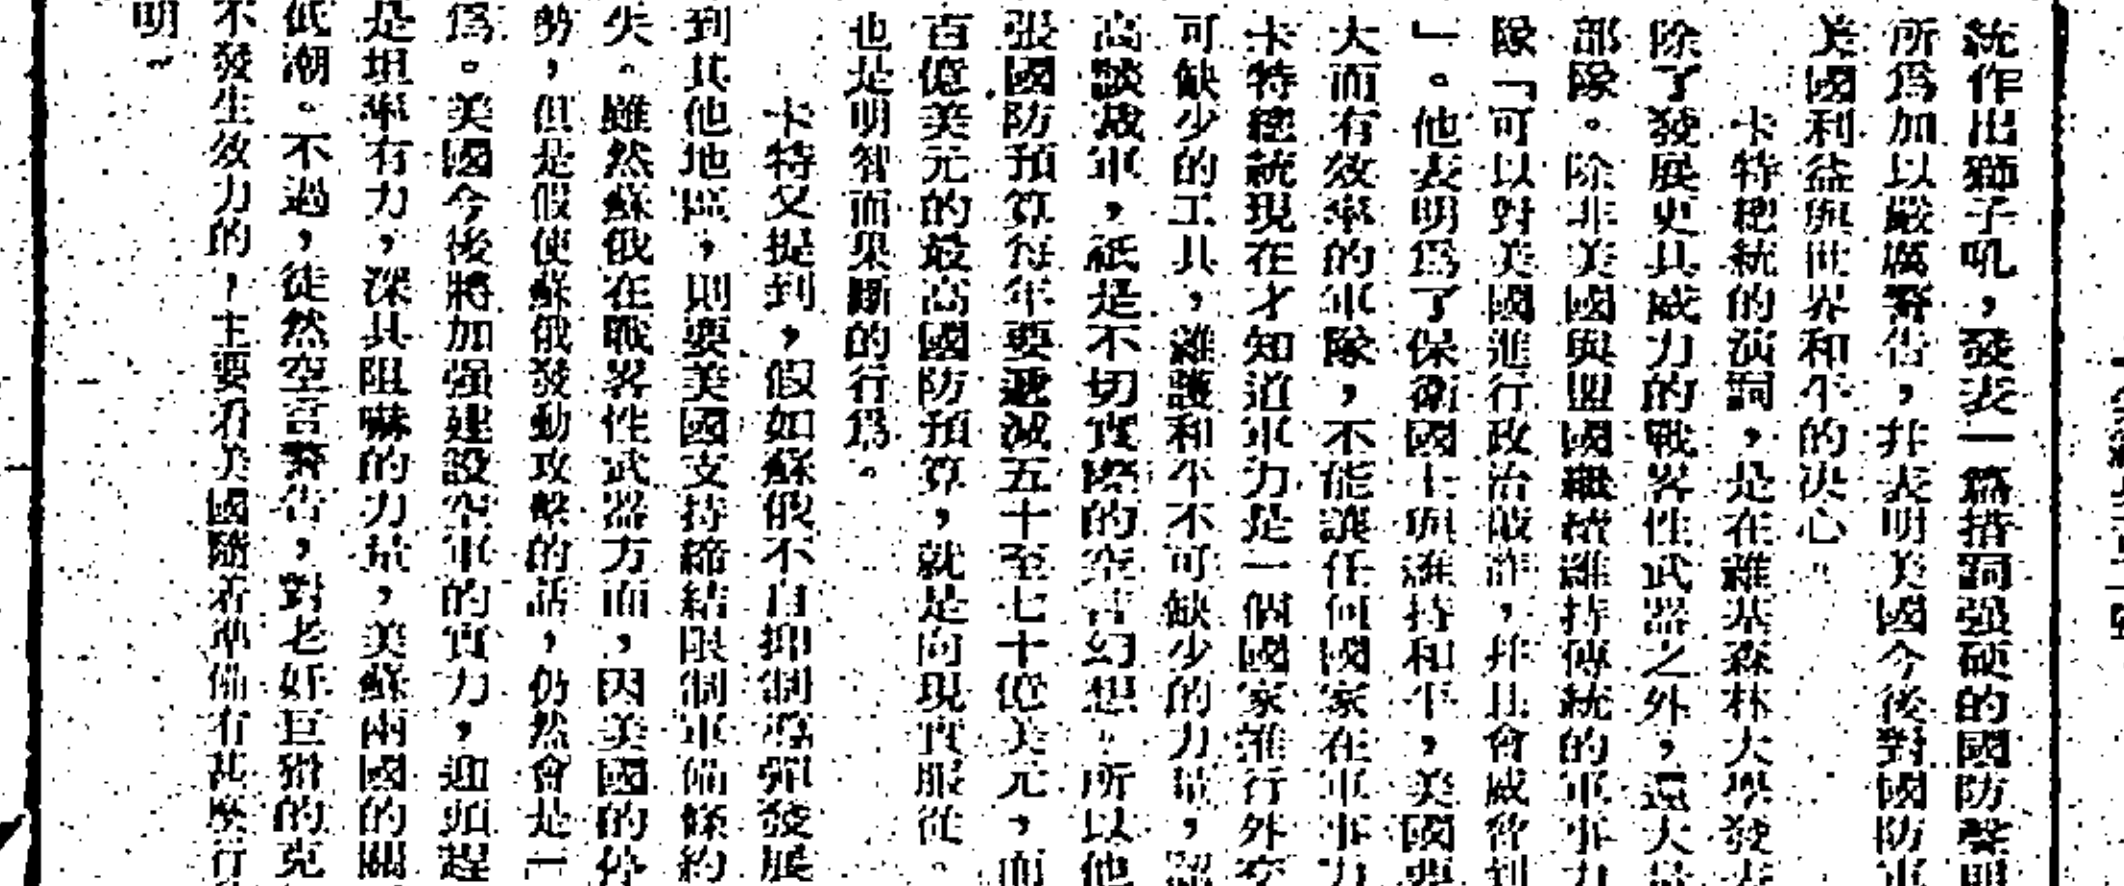 統作出獅子吼，發表一篇措詞强硬的國防聲明
所爲加以嚴厲警告，并表明美國今後對國防軍
美國利益與世界和平的決心。
卡特總統的演詞，是在維基森林大學發表
除了發展更具威力的戰畧性武器之外，還大量
部隊。除非美國與盟國繼續維持傳統的軍事力
隊「可以對美國進行政治敲詐，并且會威脅到
」。他表明爲了保衛國土與維持和平，美國要
大而有效率的軍隊，不能讓任何國家在軍事力
卡特總統現在才知道軍力是一個國家推行外交
可缺少的工具，維護和平不可缺少的力量，
高談裁軍，祇是不切實際的空言幻想。所以他
張國防預算每年要遞減五十至七十億美元，而
百億美元的最高國防預算，就是向現實服從。
也是明智而果斷的行爲。
卡特又提到，假如蘇俄不自抑制導彈發展
到其他地區，則要美國支持締結限制軍備條約
失。雖然蘇俄在戰畧性武器方面，因美國的停
勢，但是假使蘇俄發動攻擊的話，仍然會是一
爲。美國今後將加强建設空軍的實力，迎頭趕
是坦率有力，深具阻嚇的力量，美蘇兩國的關
低潮。不過，徒然空言警告，對老奸巨猾的克
不發生效力的，主要看美國隨着準備有甚麼行
明。